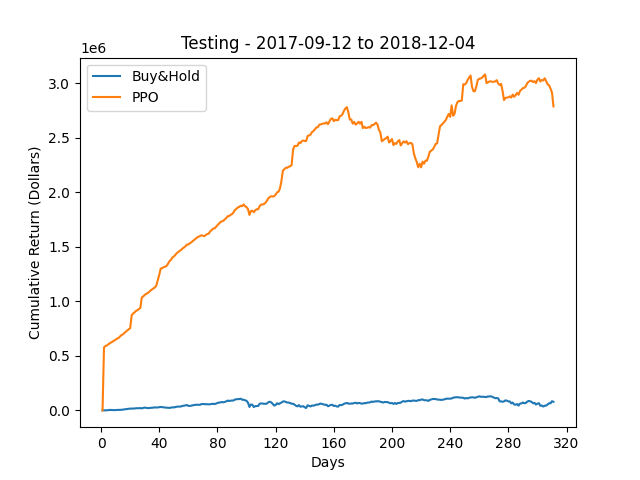 Testing - 2017-09-12 to 2018-12-04
1e6
Buy&Hold
PPO
3.0
2.5
2.0
1.5
1.0
0.5
0.0
Cumulative Return (Dollars)
0 40 80 120 160 200 240 280 320
Days